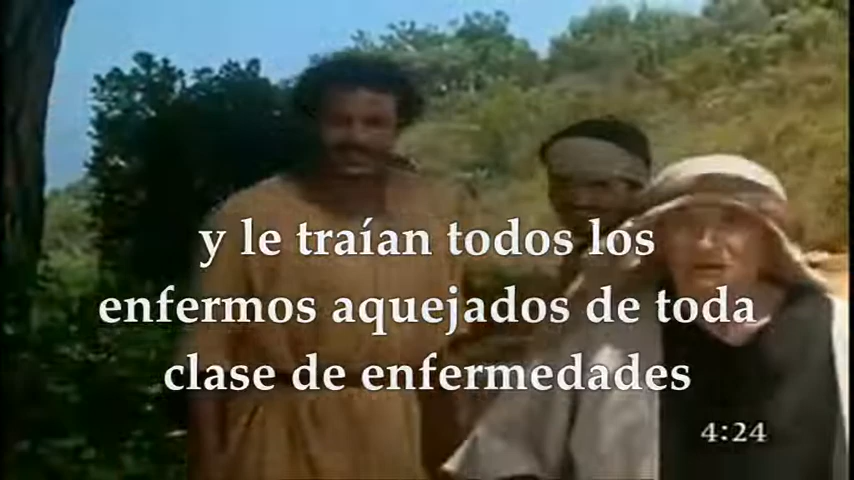 y le traían todos los
enfermos aquejados de toda
clase de enfermedades
4:24